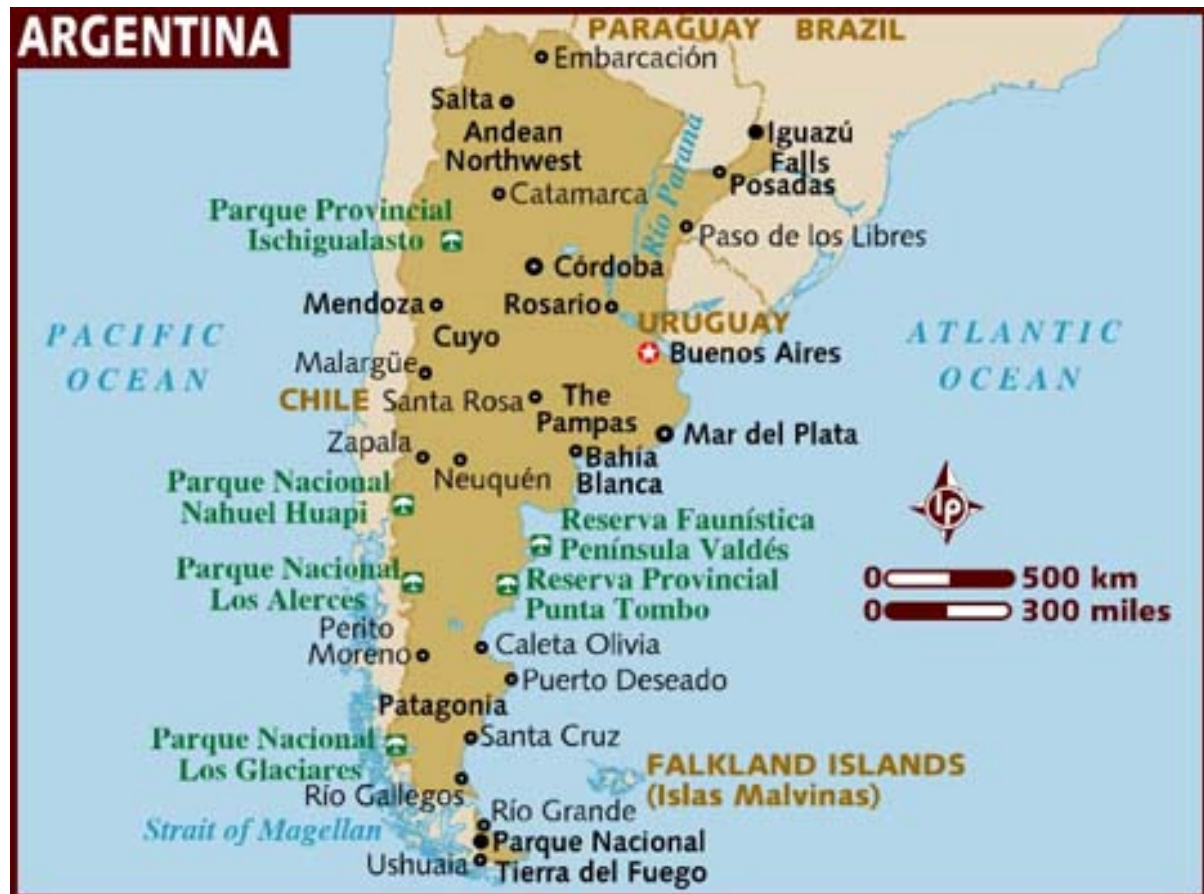 ARGENTINA
PARAGUAY BRAZIL
Embarcación
Salta
Andean
Northwest
Iguazú
Falls
Posadas
Catamarca
Río Paraná
Parque Provincial
Ischigualasto
Paso de los Libres
Córdoba
Mendoza
Rosario
Cuyo
URUGUAY
Buenos Aires
PACIFIC
OCEAN
ATLANTIC
OCEAN
Malargüe
CHILE
Santa Rosa
The
Pampas
Mar del Plata
Zapala
Neuquén
Bahía
Blanca
Parque Nacional
Nahuel Huapi
Reserva Faunística
Península Valdés
lp
Parque Nacional
Los Alerces
Reserva Provincial
Punta Tombo
0 500 km
0 300 miles
Perito
Moreno
Caleta Olivia
Puerto Deseado
Patagonia
Parque Nacional
Los Glaciares
Santa Cruz
FALKLAND ISLANDS
(Islas Malvinas)
Río Gallegos
Río Grande
Strait of Magellan
Parque Nacional
Tierra del Fuego
Ushuaia